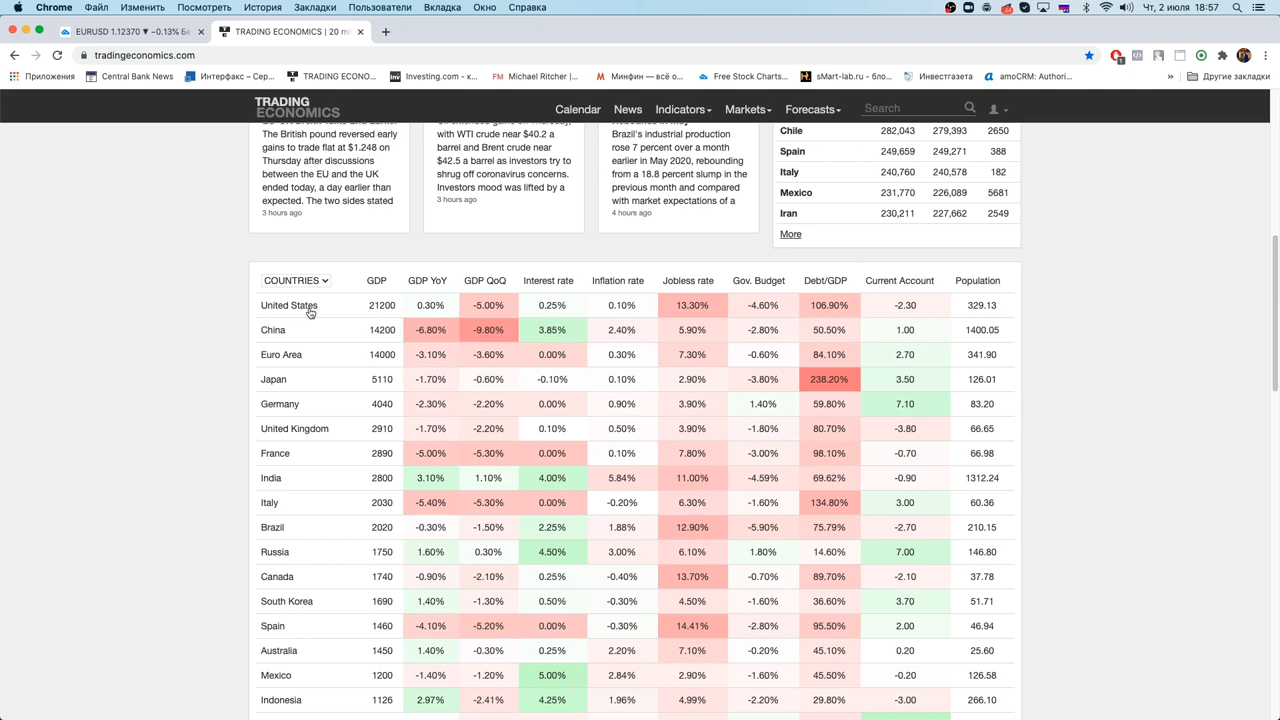 Chrome Файл Изменить Посмотреть История Закладки Пользователи Вкладка Окно Справка Чт, 2 июля 18:57
EURUSD 1.12370 ▼ −0.13% Бе × TRADING ECONOMICS | 20 mi × +
tradingeconomics.com
Приложения Central Bank News Интерфакс – Сер... TRADING ECONO... Investing.com - к... Michael Ritcher |... Минфин — всё о... Free Stock Charts... sMart-lab.ru - бло... Инвестгазета amoCRM: Authori... » Другие закладки
TRADING
ECONOMICS
Calendar News Indicators Markets Forecasts Search
The British pound reversed early
gains to trade flat at $1.248 on
Thursday after discussions
between the EU and the UK
ended today, a day earlier than
expected. The two sides stated
3 hours ago
with WTI crude near $40.2 a
barrel and Brent crude near
$42.5 a barrel as investors try to
shrug off coronavirus concerns.
Investors mood was lifted by a
3 hours ago
Brazil's industrial production
rose 7 percent over a month
earlier in May 2020, rebounding
from a 18.8 percent slump in the
previous month and compared
with market expectations of a
4 hours ago
Chile 282,043 279,393 2650
Spain 249,659 249,271 388
Italy 240,760 240,578 182
Mexico 231,770 226,089 5681
Iran 230,211 227,662 2549
More
COUNTRIES GDP GDP YoY GDP QoQ Interest rate Inflation rate Jobless rate Gov. Budget Debt/GDP Current Account Population
United States 21200 0.30% -5.00% 0.25% 0.10% 13.30% -4.60% 106.90% -2.30 329.13
China 14200 -6.80% -9.80% 3.85% 2.40% 5.90% -2.80% 50.50% 1.00 1400.05
Euro Area 14000 -3.10% -3.60% 0.00% 0.30% 7.30% -0.60% 84.10% 2.70 341.90
Japan 5110 -1.70% -0.60% -0.10% 0.10% 2.90% -3.80% 238.20% 3.50 126.01
Germany 4040 -2.30% -2.20% 0.00% 0.90% 3.90% 1.40% 59.80% 7.10 83.20
United Kingdom 2910 -1.70% -2.20% 0.10% 0.50% 3.90% -1.80% 80.70% -3.80 66.65
France 2890 -5.00% -5.30% 0.00% 0.10% 7.80% -3.00% 98.10% -0.70 66.98
India 2800 3.10% 1.10% 4.00% 5.84% 11.00% -4.59% 69.62% -0.90 1312.24
Italy 2030 -5.40% -5.30% 0.00% -0.20% 6.30% -1.60% 134.80% 3.00 60.36
Brazil 2020 -0.30% -1.50% 2.25% 1.88% 12.90% -5.90% 75.79% -2.70 210.15
Russia 1750 1.60% 0.30% 4.50% 3.00% 6.10% 1.80% 14.60% 7.00 146.80
Canada 1740 -0.90% -2.10% 0.25% -0.40% 13.70% -0.70% 89.70% -2.10 37.78
South Korea 1690 1.40% -1.30% 0.50% -0.30% 4.50% -1.60% 36.60% 3.70 51.71
Spain 1460 -4.10% -5.20% 0.00% -0.30% 14.41% -2.80% 95.50% 2.00 46.94
Australia 1450 1.40% -0.30% 0.25% 2.20% 7.10% -0.20% 45.10% 0.20 25.60
Mexico 1200 -1.40% -1.20% 5.00% 2.84% 2.90% -1.60% 45.50% -0.20 126.58
Indonesia 1126 2.97% -2.41% 4.25% 1.96% 4.99% -2.20% 29.80% -3.00 266.10